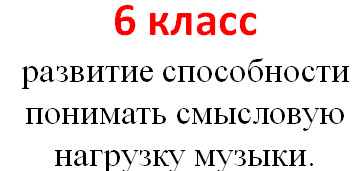 6 класс
развитие способности
понимать смысловую
нагрузку музыки.